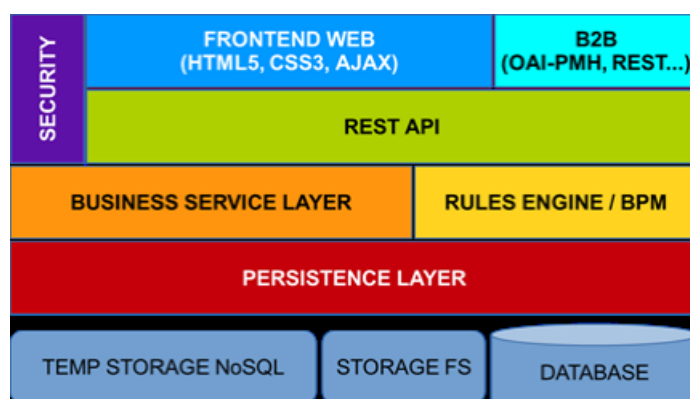 SECURITY
FRONTEND WEB
(HTML5, CSS3, AJAX)
B2B
(OAI-PMH, REST...)
REST API
BUSINESS SERVICE LAYER
RULES ENGINE / BPM
PERSISTENCE LAYER
TEMP STORAGE NoSQL
STORAGE FS
DATABASE